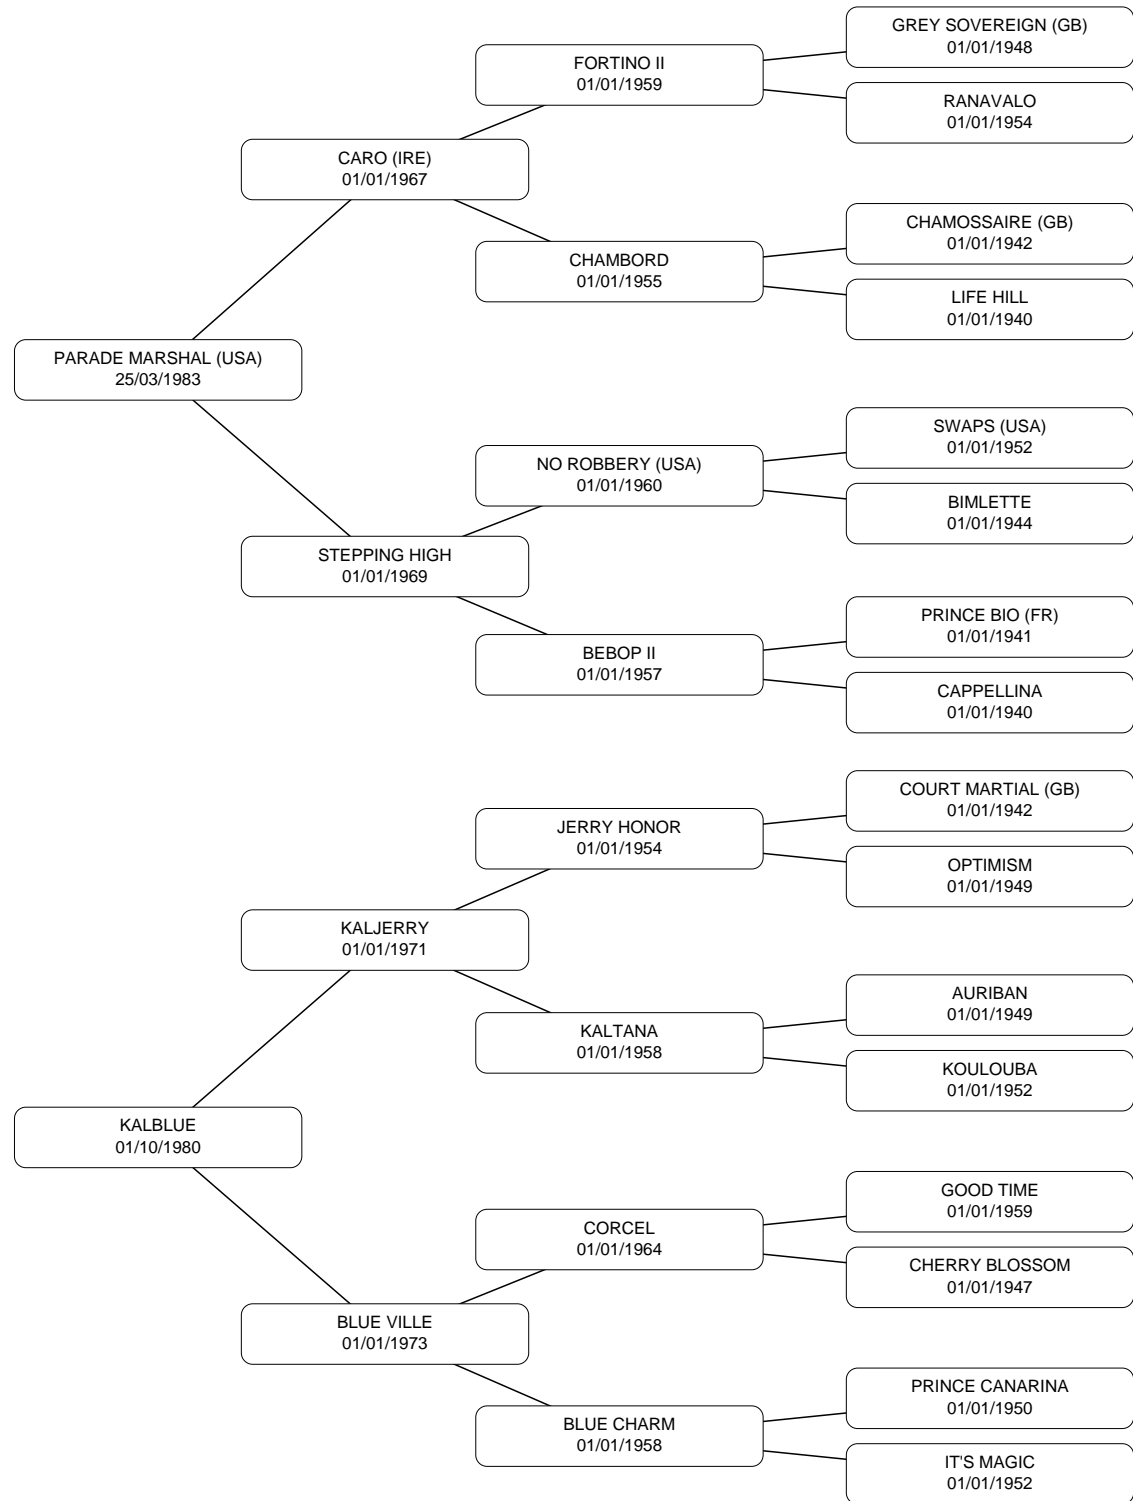 GREY SOVEREIGN (GB)
01/01/1948
FORTINO II
01/01/1959
RANAVALO
01/01/1954
CARO (IRE)
01/01/1967
CHAMOSSAIRE (GB)
01/01/1942
CHAMBORD
01/01/1955
LIFE HILL
01/01/1940
PARADE MARSHAL (USA)
25/03/1983
SWAPS (USA)
01/01/1952
NO ROBBERY (USA)
01/01/1960
BIMLETTE
01/01/1944
STEPPING HIGH
01/01/1969
PRINCE BIO (FR)
01/01/1941
BEBOP II
01/01/1957
CAPPELLINA
01/01/1940
COURT MARTIAL (GB)
01/01/1942
JERRY HONOR
01/01/1954
OPTIMISM
01/01/1949
KALJERRY
01/01/1971
AURIBAN
01/01/1949
KALTANA
01/01/1958
KOULOUBA
01/01/1952
KALBLUE
01/10/1980
GOOD TIME
01/01/1959
CORCEL
01/01/1964
CHERRY BLOSSOM
01/01/1947
BLUE VILLE
01/01/1973
PRINCE CANARINA
01/01/1950
BLUE CHARM
01/01/1958
IT'S MAGIC
01/01/1952